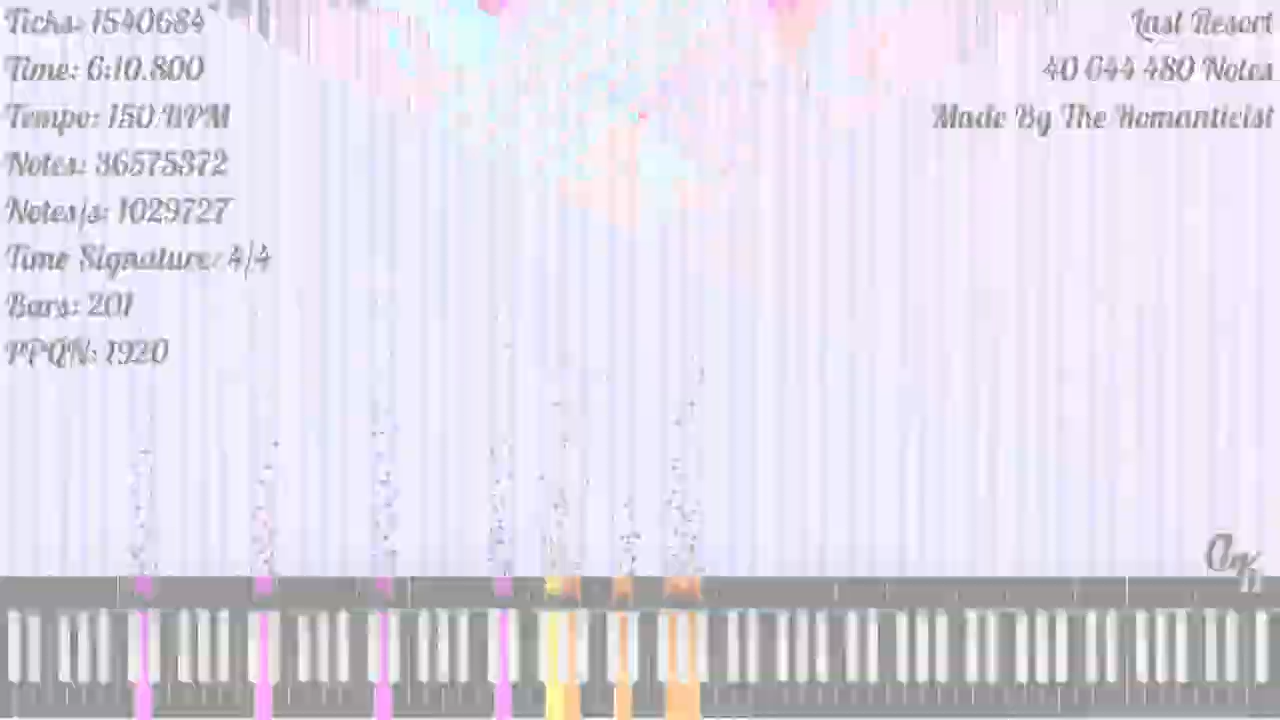 Ticks: 1540684
Time: 6:10.800
Tempo: 150 BPM
Notes: 36575372
Notes/s: 1029727
Time Signature: 4/4
Bars: 201
PPQN: 1920
Last Resort
40 644 480 Notes
Made By The Romanticist